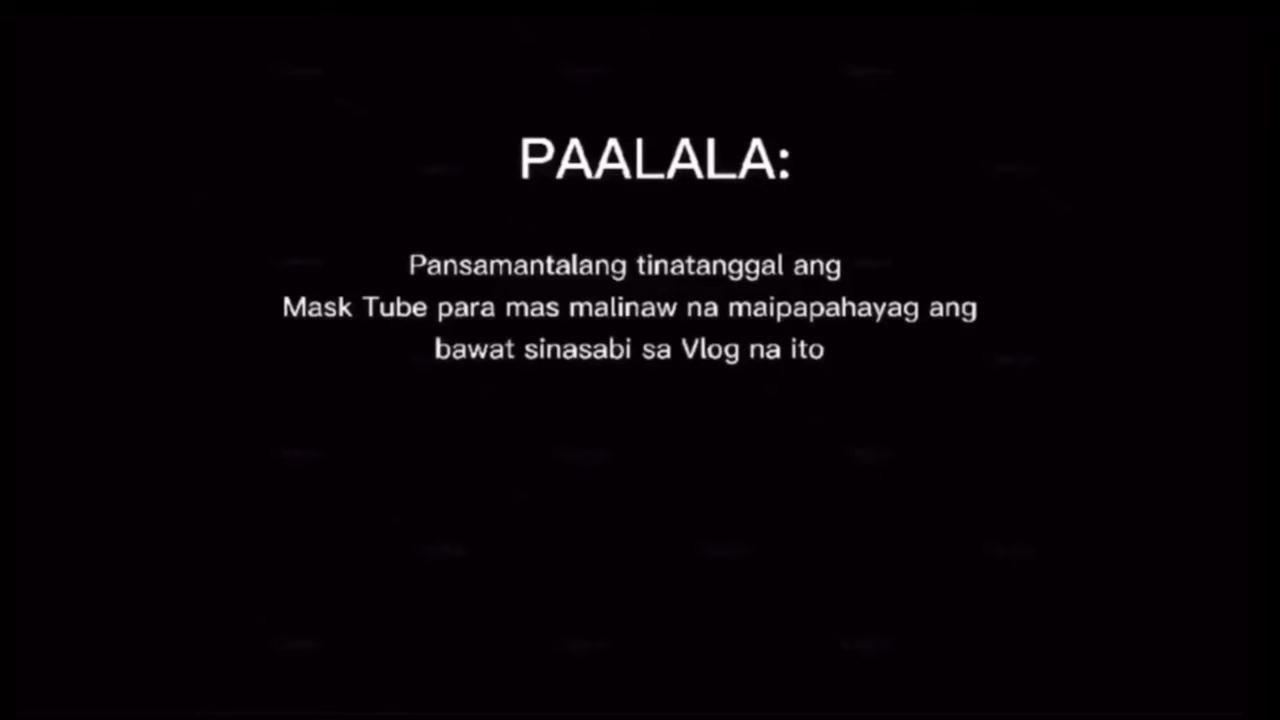 PAALALA:
Pansamantalang tinatanggal ang
Mask Tube para mas malinaw na maipapahayag ang
bawat sinasabi sa Vlog na ito